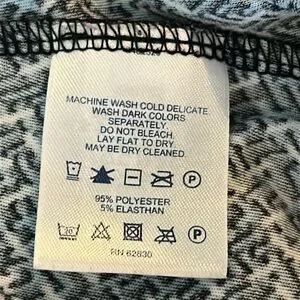 MACHINE WASH COLD DELICATE
WASH DARK COLORS
SEPARATELY.
DO NOT BLEACH.
LAY FLAT TO DRY
MAY BE DRY CLEANED.
P
95% POLYESTER
5% ELASTHAN
20 P
RN 62830